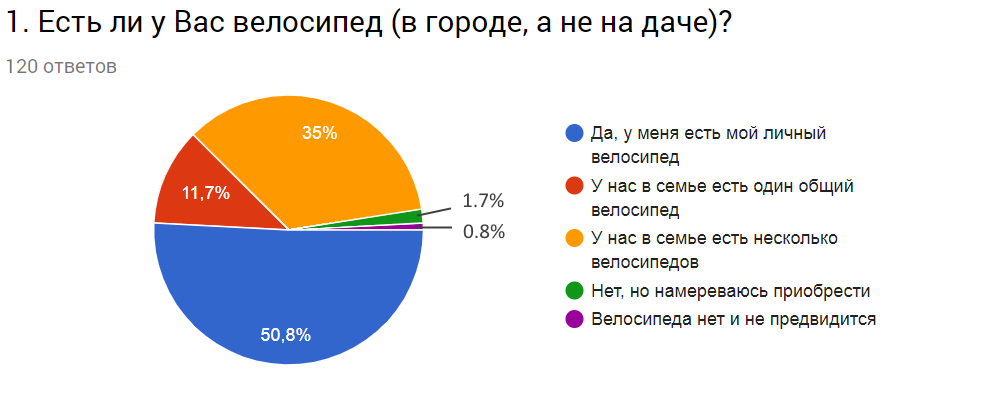 1. Есть ли у Вас велосипед (в городе, а не на даче)?
120 ответов
35%
11,7%
1.7%
0.8%
50,8%
Да, у меня есть мой личный
велосипед
У нас в семье есть один общий
велосипед
У нас в семье есть несколько
велосипедов
Нет, но намереваюсь приобрести
Велосипеда нет и не предвидится